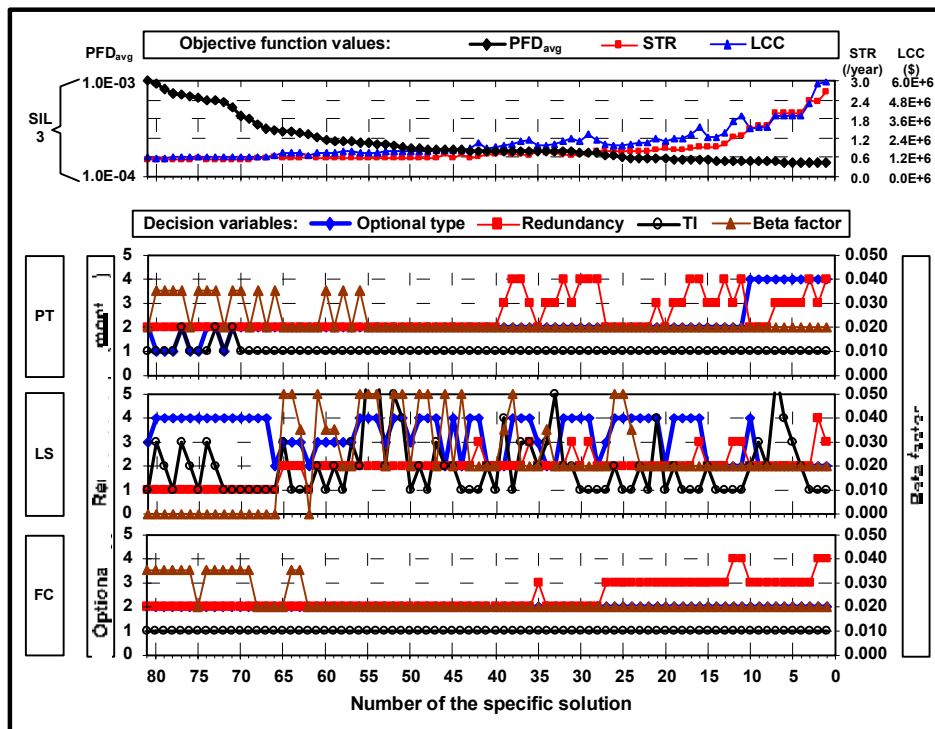 Objective function values: PFDavg STR LCC
PFDavg
STR (/year)
LCC ($)
1.0E-03
1.0E-04
SIL 3
3.0 6.0E+6
2.4 4.8E+6
1.8 3.6E+6
1.2 2.4E+6
0.6 1.2E+6
0.0 0.0E+6
Decision variables: Optional type Redundancy TI Beta factor
PT
5 0.050
4 0.040
3 0.030
2 0.020
1 0.010
0 0.000
LS
5 0.050
4 0.040
3 0.030
2 0.020
1 0.010
0 0.000
FC
5 0.050
4 0.040
3 0.030
2 0.020
1 0.010
0 0.000
Optiona
80 75 70 65 60 55 50 45 40 35 30 25 20 15 10 5 0
Number of the specific solution